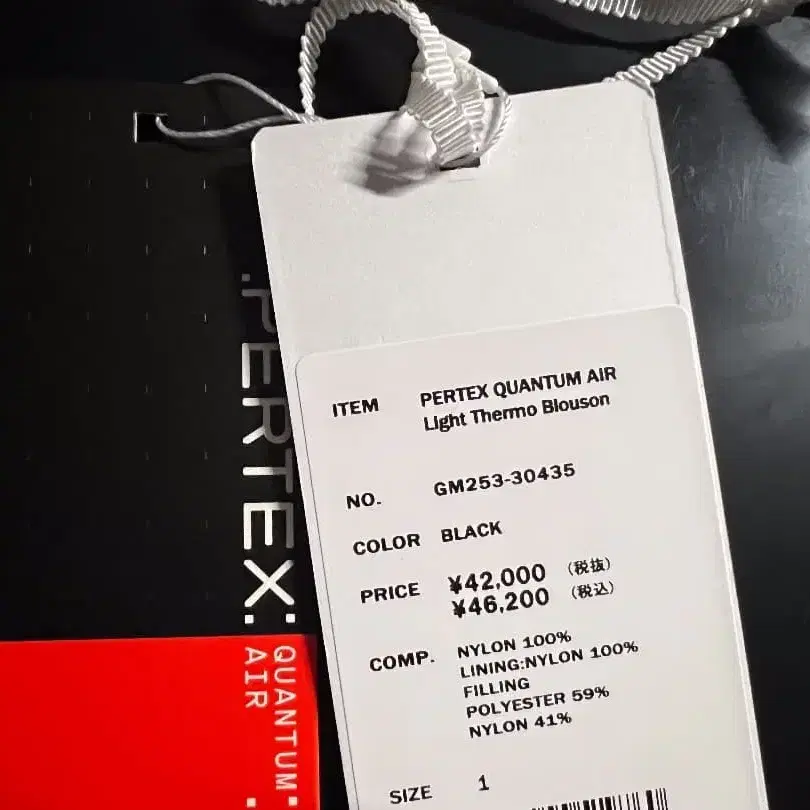 .PERTEX:
QUANTUM
AIR
ITEM PERTEX QUANTUM AIR
Light Thermo Blouson
NO. GM253-30435
COLOR BLACK
PRICE ¥42,000 (税抜)
¥46,200 (税込)
COMP. NYLON 100%
LINING:NYLON 100%
FILLING
POLYESTER 59%
NYLON 41%
SIZE 1